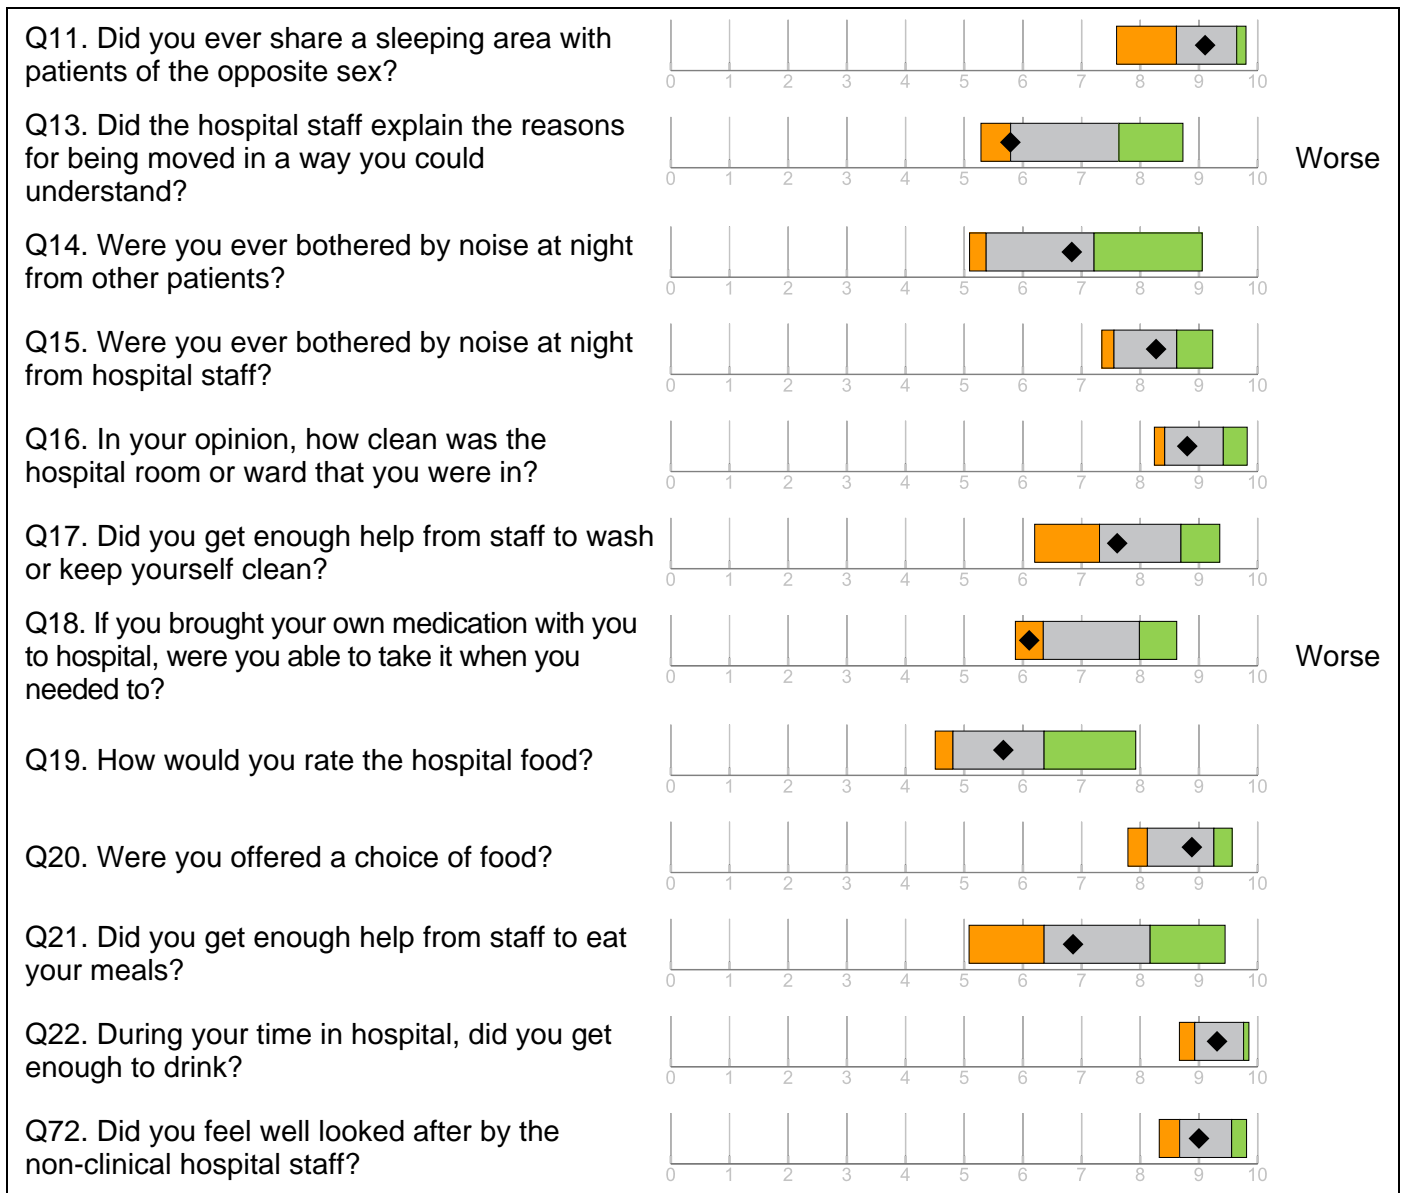 Q11. Did you ever share a sleeping area with
patients of the opposite sex?
0 1 2 3 4 5 6 7 8 9 10
Q13. Did the hospital staff explain the reasons
for being moved in a way you could
understand?
0 1 2 3 4 5 6 7 8 9 10
Worse
Q14. Were you ever bothered by noise at night
from other patients?
0 1 2 3 4 5 6 7 8 9 10
Q15. Were you ever bothered by noise at night
from hospital staff?
0 1 2 3 4 5 6 7 8 9 10
Q16. In your opinion, how clean was the
hospital room or ward that you were in?
0 1 2 3 4 5 6 7 8 9 10
Q17. Did you get enough help from staff to wash
or keep yourself clean?
0 1 2 3 4 5 6 7 8 9 10
Q18. If you brought your own medication with you
to hospital, were you able to take it when you
needed to?
0 1 2 3 4 5 6 7 8 9 10
Worse
Q19. How would you rate the hospital food?
0 1 2 3 4 5 6 7 8 9 10
Q20. Were you offered a choice of food?
0 1 2 3 4 5 6 7 8 9 10
Q21. Did you get enough help from staff to eat
your meals?
0 1 2 3 4 5 6 7 8 9 10
Q22. During your time in hospital, did you get
enough to drink?
0 1 2 3 4 5 6 7 8 9 10
Q72. Did you feel well looked after by the
non-clinical hospital staff?
0 1 2 3 4 5 6 7 8 9 10